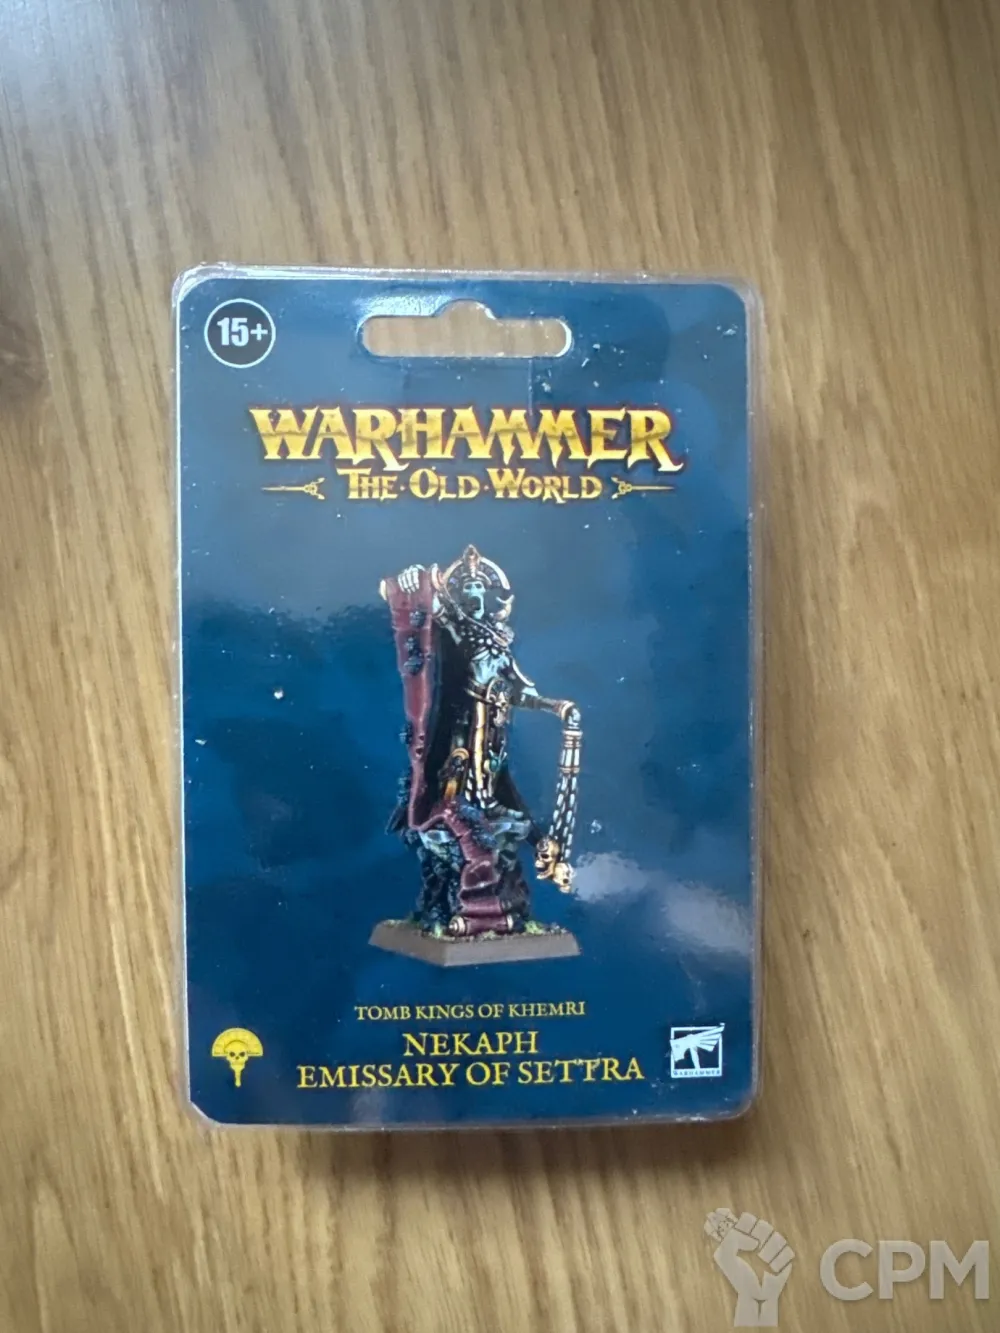 15+
WARHAMMER
THE · OLD · WORLD
TOMB KINGS OF KHEMRI
NEKAPH
EMISSARY OF SETTRA
WARHAMMER
CPM